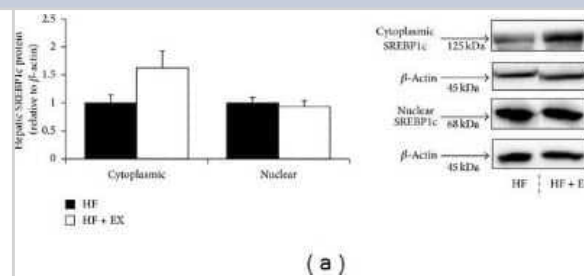 Hepatic SREBP1c protein
(relative to β-actin)
2.5
2
1.5
1
0.5
0
Cytoplasmic
Nuclear
HF
HF + EX
Cytoplasmic
SREBP1c
125 kDa
β-Actin
45 kDa
Nuclear
SREBP1c
68 kDa
β-Actin
45 kDa
HF
HF + E
(a)